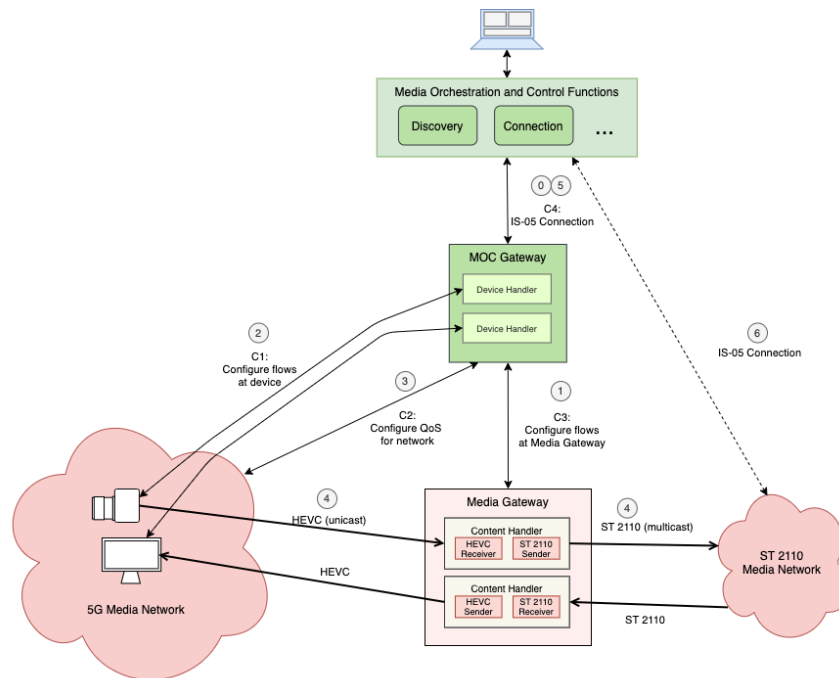 Media Orchestration and Control Functions
Discovery
Connection
...
0
5
C4:
IS-05 Connection
MOC Gateway
Device Handler
Device Handler
2
C1:
Configure flows
at device
3
C2:
Configure QoS
for network
1
C3:
Configure flows
at Media Gateway
6
IS-05 Connection
4
HEVC (unicast)
HEVC
5G Media Network
Media Gateway
Content Handler
HEVC
Receiver
ST 2110
Sender
Content Handler
HEVC
Sender
ST 2110
Receiver
4
ST 2110 (multicast)
ST 2110
ST 2110
Media Network